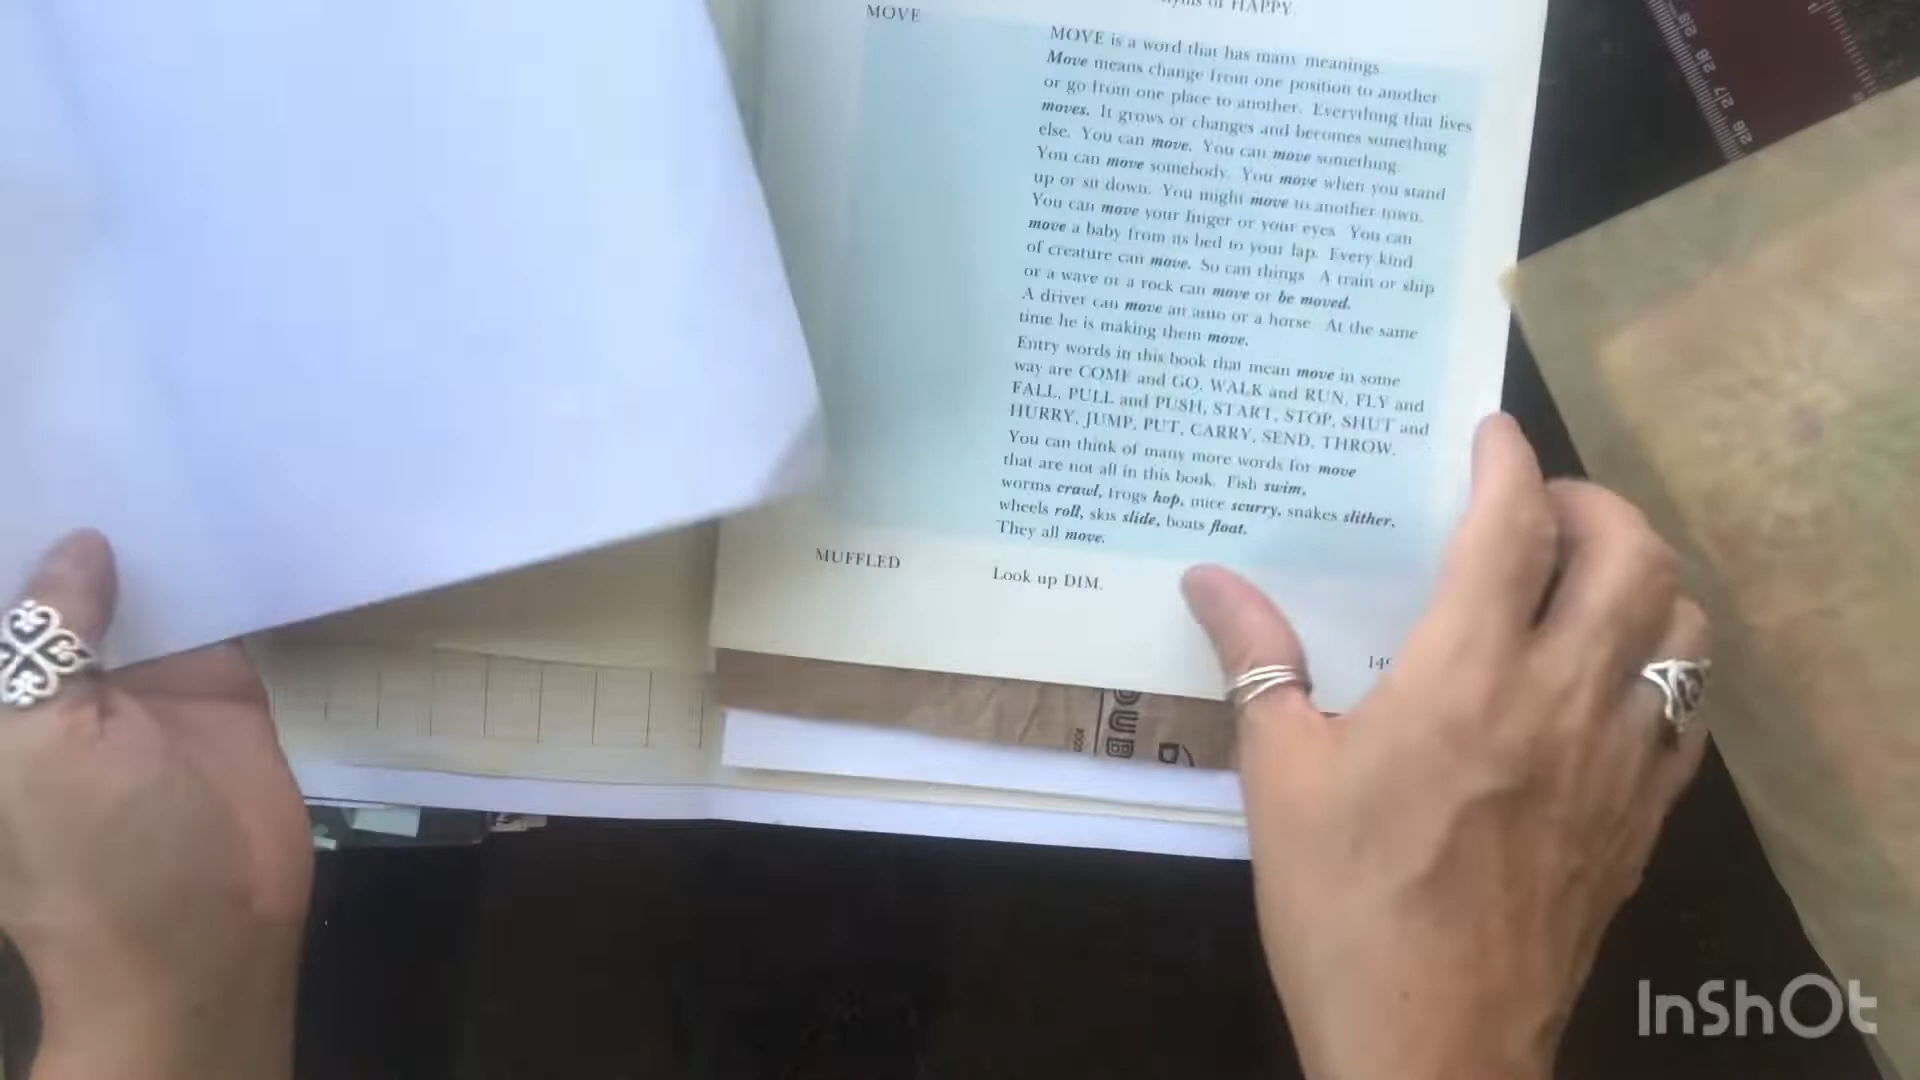 of HAPPY.
MOVE
MOVE is a word that has many meanings.
Move means change from one position to another
or go from one place to another. Everything that lives
moves. It grows or changes and becomes something
else. You can move. You can move something.
You can move somebody. You move when you stand
up or sit down. You might move to another town.
You can move your finger or your eyes. You can
move a baby from its bed to your lap. Every kind
of creature can move. So can things. A train or ship
or a wave or a rock can move or be moved.
A driver can move an auto or a horse. At the same
time he is making them move.
Entry words in this book that mean move in some
way are COME and GO, WALK and RUN, FLY and
FALL, PULL and PUSH, START, STOP, SHUT and
HURRY, JUMP, PUT, CARRY, SEND, THROW.
You can think of many more words for move
that are not all in this book. Fish swim,
worms crawl, frogs hop, mice scurry, snakes slither,
wheels roll, skis slide, boats float.
They all move.
MUFFLED
Look up DIM.
28
27
26
InShOt